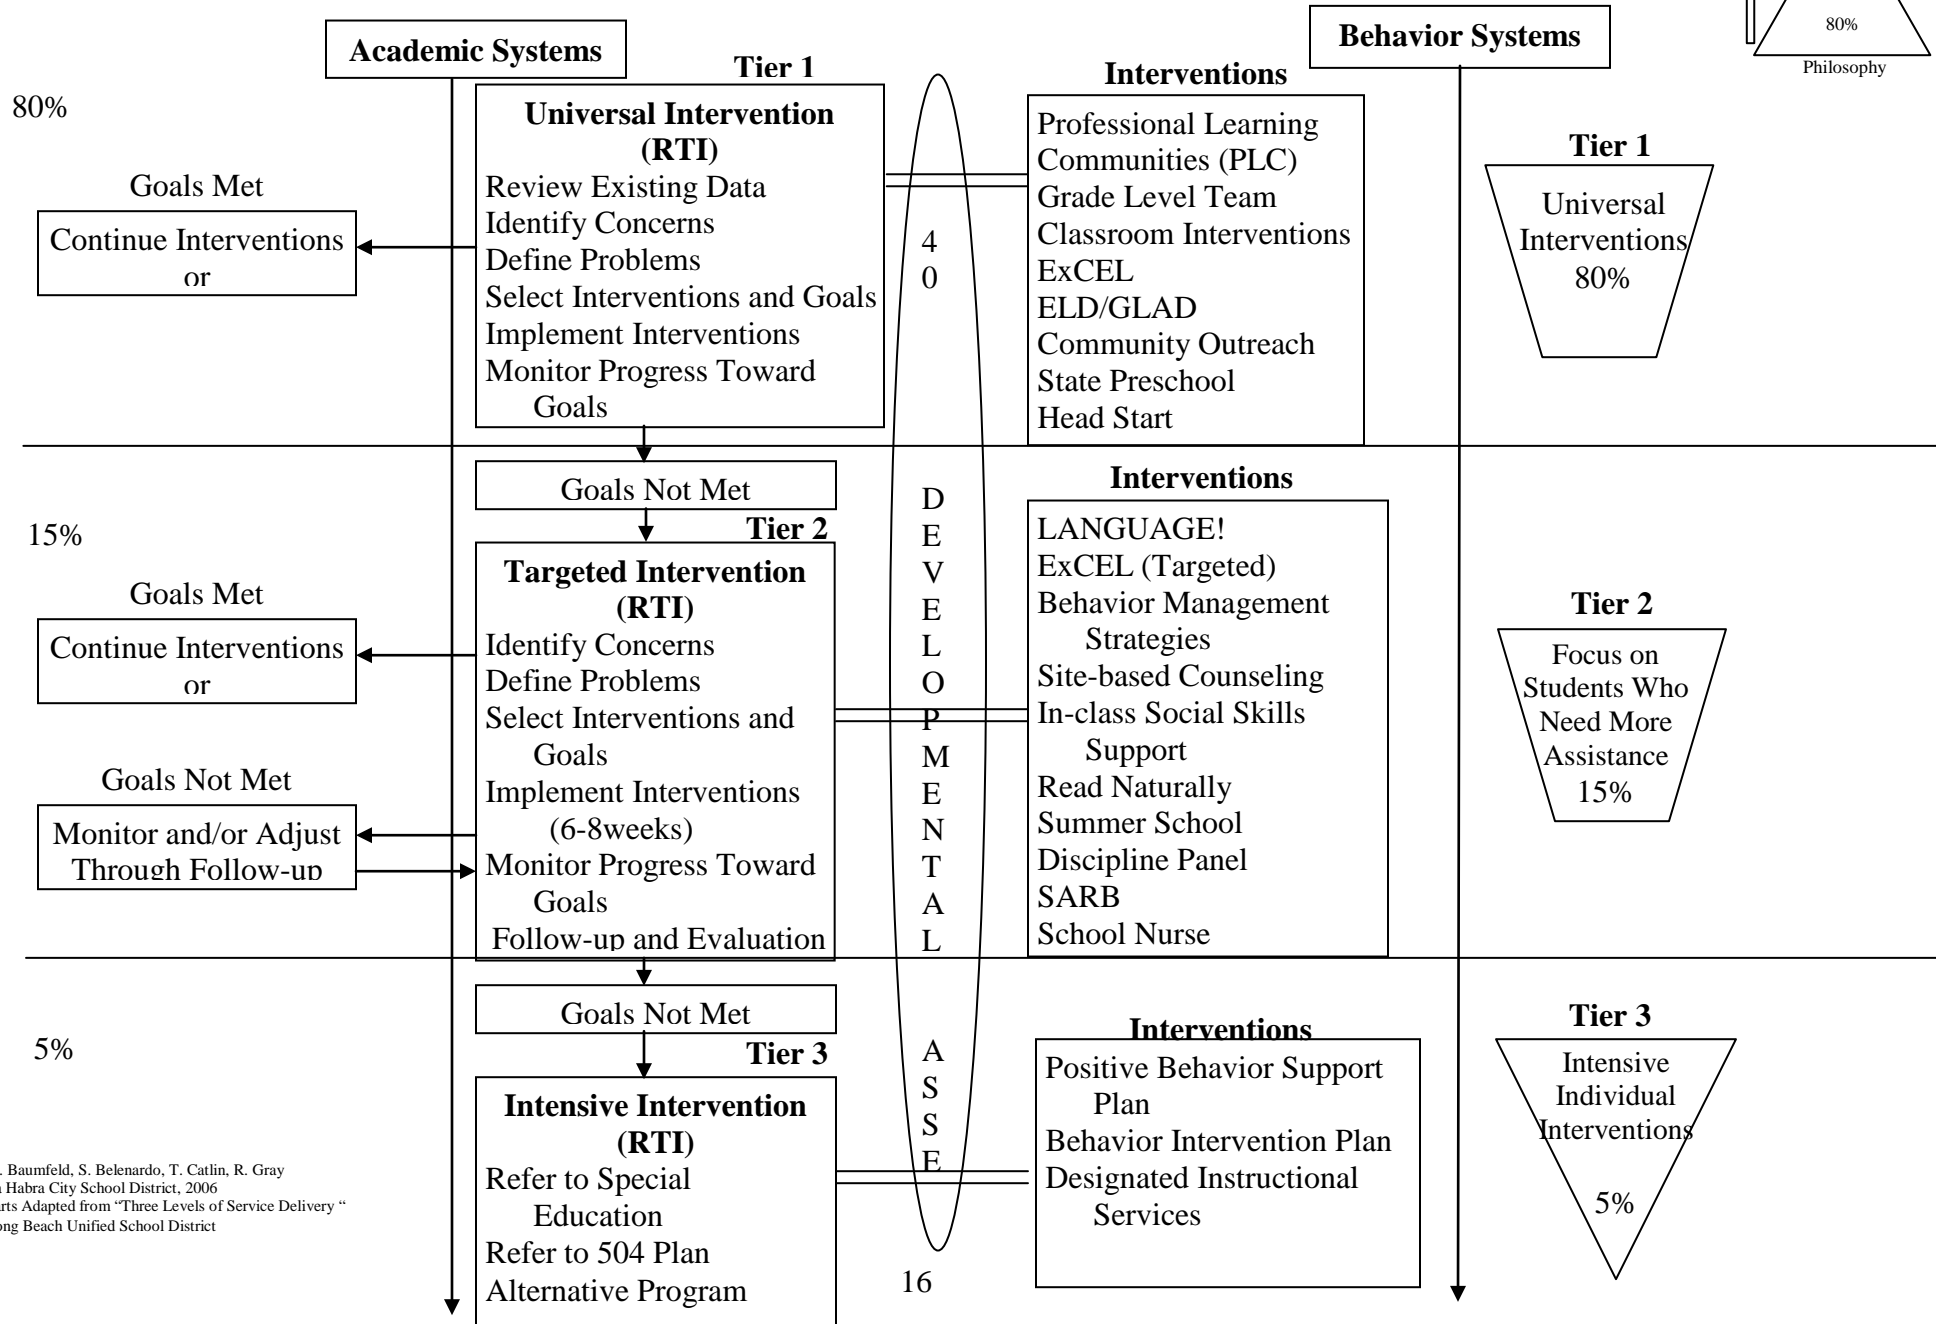 80%
Philosophy
Academic Systems
Behavior Systems
80%
Goals Met
Continue Interventions
or
Tier 1
Universal Intervention
(RTI)
Review Existing Data
Identify Concerns
Define Problems
Select Interventions and Goals
Implement Interventions
Monitor Progress Toward
Goals
Interventions
Professional Learning
Communities (PLC)
Grade Level Team
Classroom Interventions
ExCEL
ELD/GLAD
Community Outreach
State Preschool
Head Start
Tier 1
Universal
Interventions
80%
Goals Not Met
15%
Goals Met
Continue Interventions
or
Goals Not Met
Monitor and/or Adjust
Through Follow-up
Tier 2
Targeted Intervention
(RTI)
Identify Concerns
Define Problems
Select Interventions and
Goals
Implement Interventions
(6-8weeks)
Monitor Progress Toward
Goals
Follow-up and Evaluation
Interventions
LANGUAGE!
ExCEL (Targeted)
Behavior Management
Strategies
Site-based Counseling
In-class Social Skills
Support
Read Naturally
Summer School
Discipline Panel
SARB
School Nurse
Tier 2
Focus on
Students Who
Need More
Assistance
15%
Goals Not Met
5%
Tier 3
Intensive Intervention
(RTI)
Refer to Special
Education
Refer to 504 Plan
Alternative Program
Interventions
Positive Behavior Support
Plan
Behavior Intervention Plan
Designated Instructional
Services
Tier 3
Intensive
Individual
Interventions
5%
4
0
D
E
V
E
L
O
P
M
E
N
T
A
L
A
S
S
E
16
. Baumfeld, S. Belenardo, T. Catlin, R. Gray
Habra City School District, 2006
Adapted from “Three Levels of Service Delivery “
Beach Unified School District